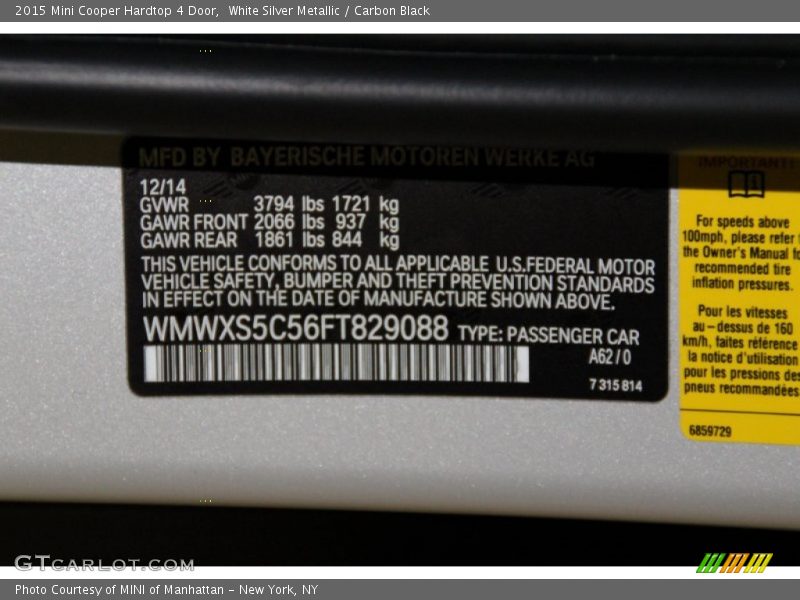 2015 Mini Cooper Hardtop 4 Door,  White Silver Metallic / Carbon Black
MFD BY BAYERISCHE MOTOREN WERKE AG
12/14
GVWR 3794 lbs 1721 kg
GAWR FRONT 2066 lbs 937 kg
GAWR REAR 1861 lbs 844 kg
THIS VEHICLE CONFORMS TO ALL APPLICABLE U.S.FEDERAL MOTOR
VEHICLE SAFETY, BUMPER AND THEFT PREVENTION STANDARDS
IN EFFECT ON THE DATE OF MANUFACTURE SHOWN ABOVE.
WMWXS5C56FT829088 TYPE: PASSENGER CAR
A62/0
7 315 814
IMPORTANT!
For speeds above
100mph, please refer
the Owner's Manual
recommended tire
inflation pressures.
Pour les vitesses
au-dessus de 160
km/h, faites référence
la notice d'utilisation
pour les pressions des
pneus recommandées
6859729
GTCARLOT.COM
Photo Courtesy of MINI of Manhattan - New York, NY